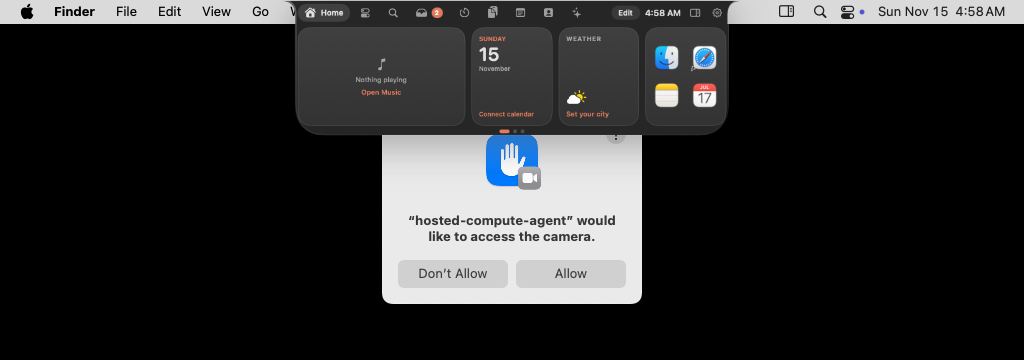 Finder File Edit View Go
Sun Nov 15 4:58 AM
Home
2
Edit
4:58 AM
Nothing playing
Open Music
SUNDAY
15
November
Connect calendar
WEATHER
Set your city
JUL
17
“hosted-compute-agent” would
like to access the camera.
Don’t Allow
Allow